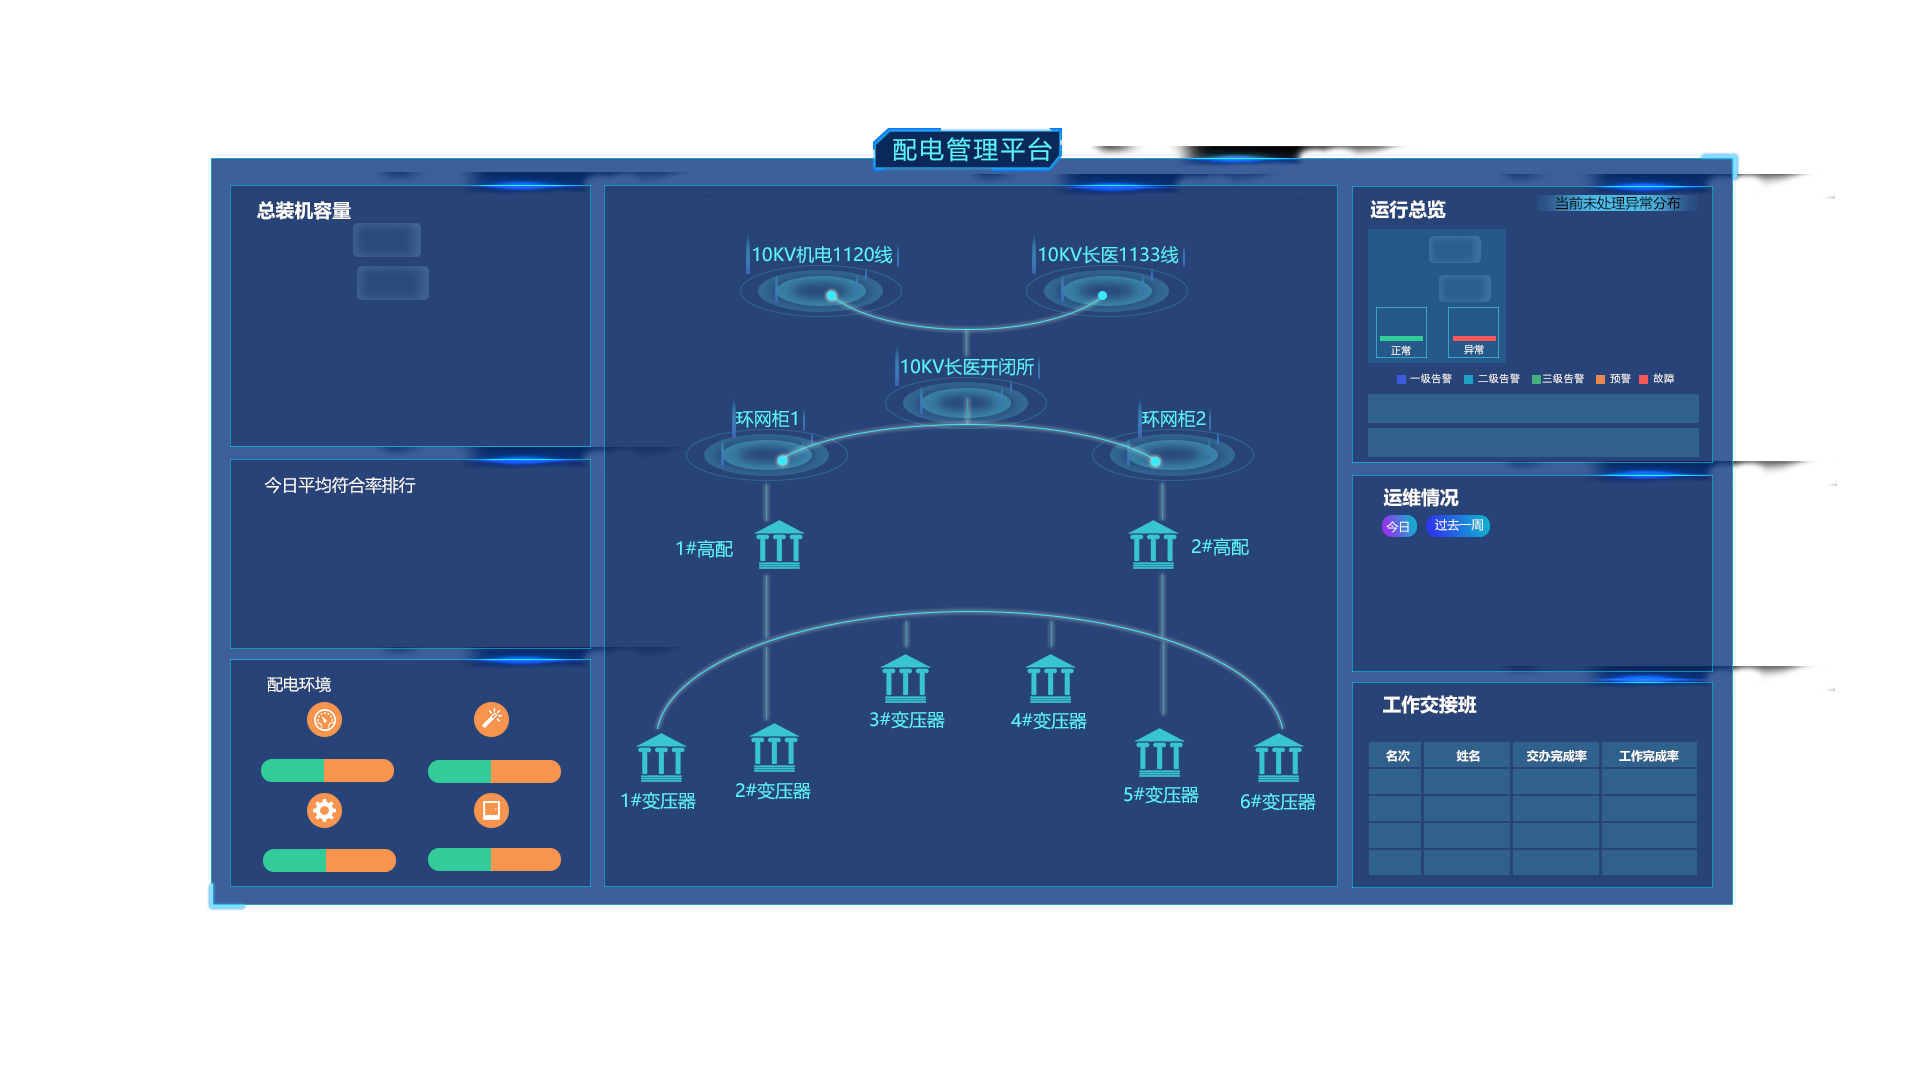 配电管理平台
总装机容量
今日平均符合率排行
配电环境
10KV机电1120线
10KV长医1133线
10KV长医开闭所
环网柜1
环网柜2
1#高配
2#高配
3#变压器
4#变压器
1#变压器
2#变压器
5#变压器
6#变压器
运行总览
当前未处理异常分布
正常
异常
一级告警 二级告警 三级告警 预警 故障
运维情况
今日 过去一周
工作交接班
名次 姓名 交办完成率 工作完成率